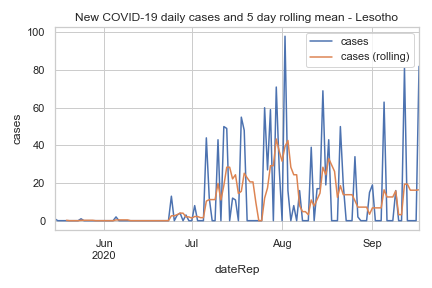 New COVID-19 daily cases and 5 day rolling mean - Lesotho
cases
cases (rolling)
100
80
60
40
20
0
cases
Jun
2020
Jul
Aug
Sep
dateRep